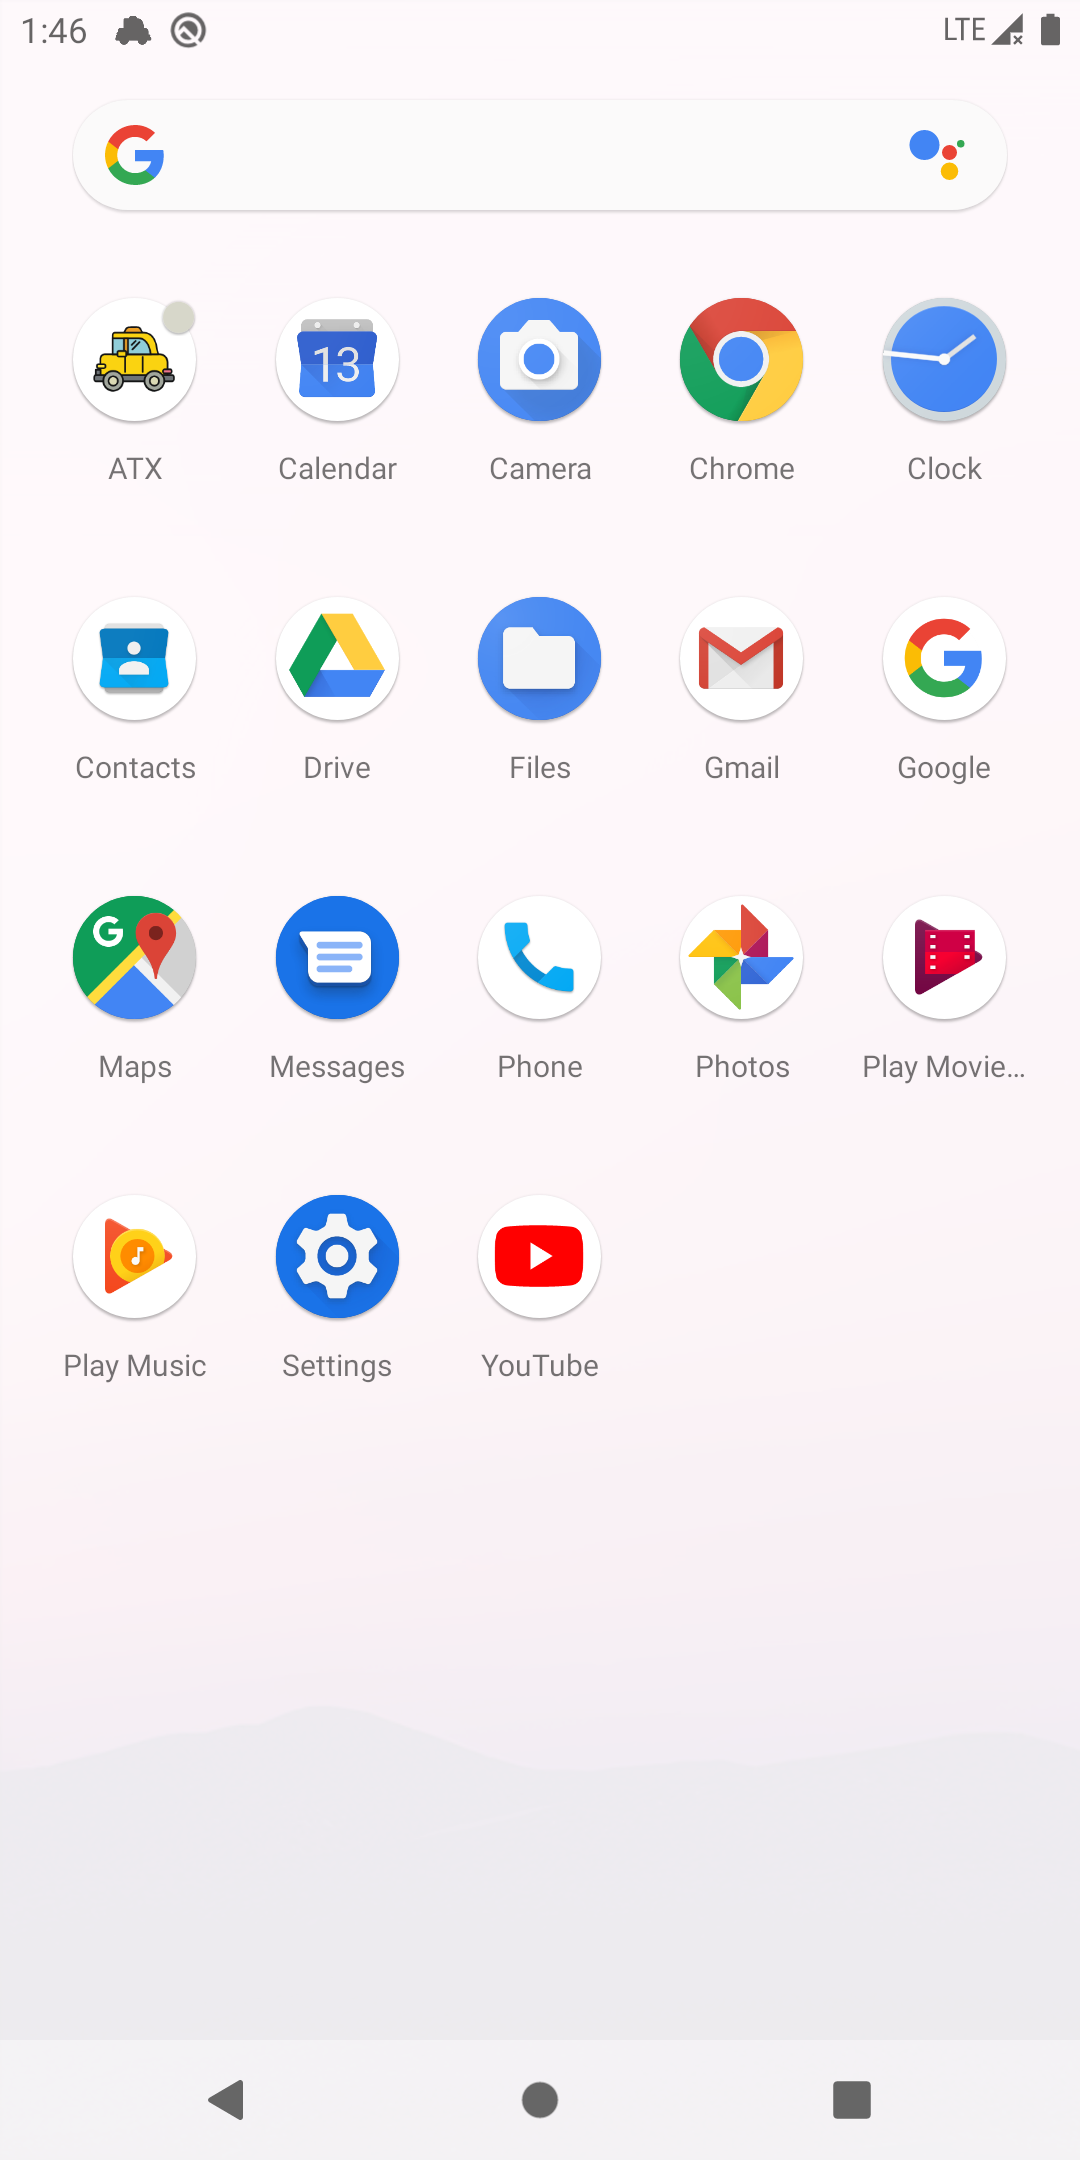 1:46 LTE
ATX Calendar Camera Chrome Clock
13
Contacts Drive Files Gmail Google
Maps Messages Phone Photos Play Movie...
Play Music Settings YouTube